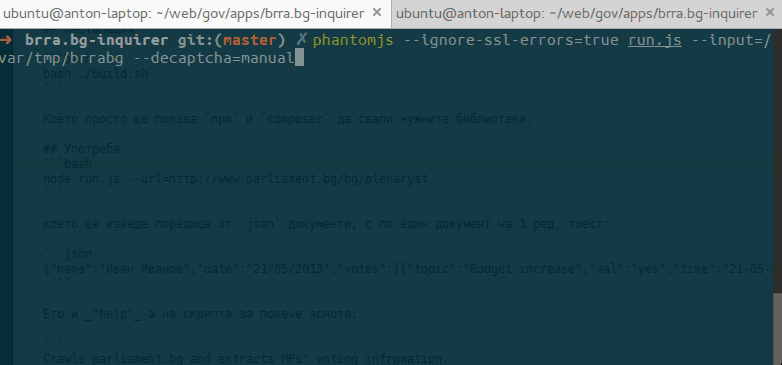 ubuntu@anton-laptop: ~/web/gov/apps/brra.bg-inquirer × ubuntu@anton-laptop: ~/web/gov/apps/brra.bg-inquirer ×
➜ brra.bg-inquirer git:(master) ✗ phantomjs --ignore-ssl-errors=true run.js --input=/
var/tmp/brrabg --decaptcha=manual
bash ./build.sh
```
Което просто ще ползва `npm` и `composer` да свали нужните библиотеки.
## Употреба
```bash
node run.js --url=http://www.parliament.bg/bg/plenaryst
```
което ще изведе поредица от `json` документи, с по един документ на 1 ред, тоест:
```json
{"name":"Иван Иванов","date":"21/05/2013","votes":[{"topic":"Budget increase","val":"yes","time":"21-05-
```
Ето и _"help"_-а на скрипта за повече яснота:
```
Crawls parliament.bg and extracts MPs' voting infromation.